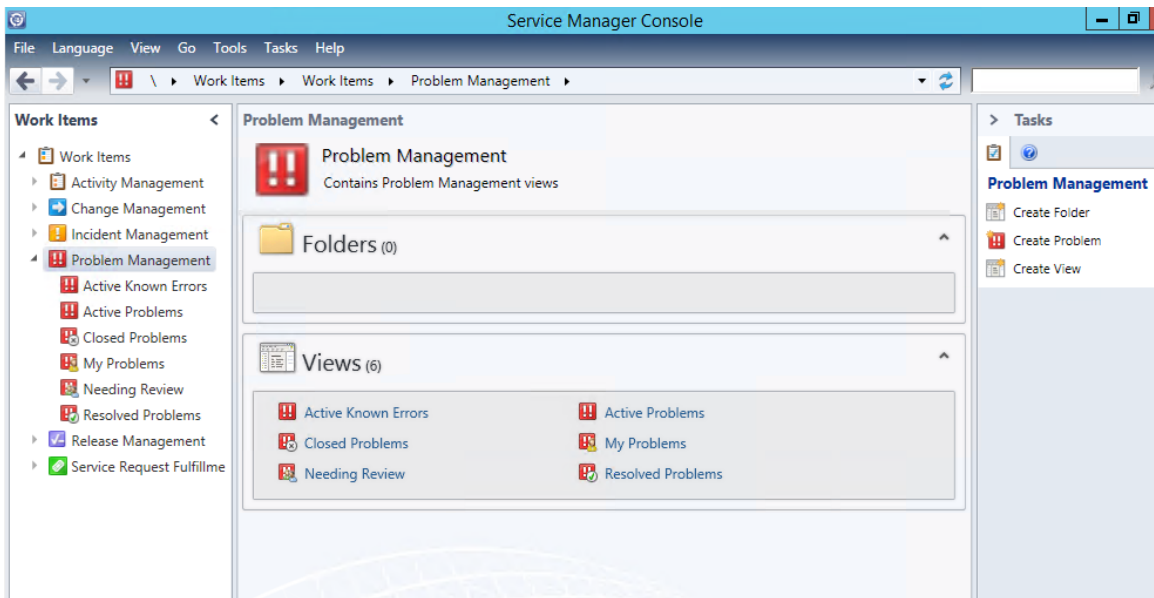 Service Manager Console
File Language View Go Tools Tasks Help
\ Work Items Work Items Problem Management
Work Items
Work Items
Activity Management
Change Management
Incident Management
Problem Management
Active Known Errors
Active Problems
Closed Problems
My Problems
Needing Review
Resolved Problems
Release Management
Service Request Fulfillme
Problem Management
Problem Management
Contains Problem Management views
Folders (0)
Views (6)
Active Known Errors Active Problems
Closed Problems My Problems
Needing Review Resolved Problems
Tasks
Problem Management
Create Folder
Create Problem
Create View